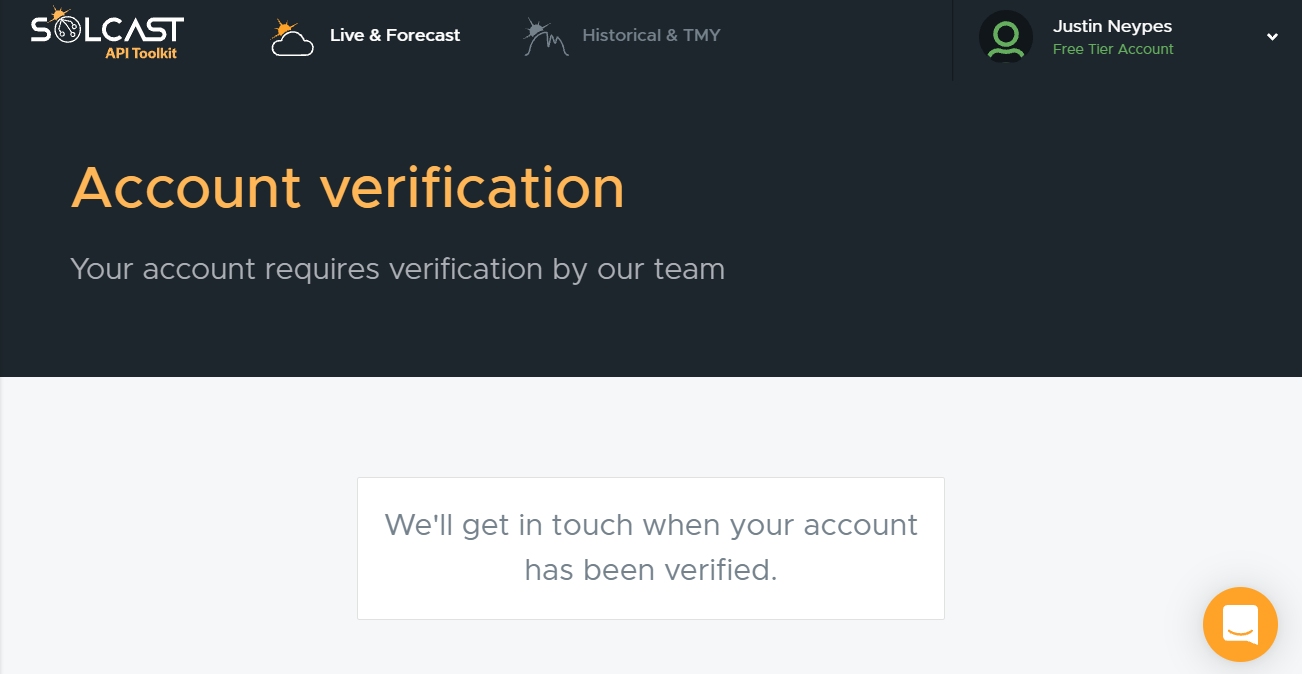 SOLCAST
API Toolkit
Live & Forecast
Historical & TMY
Justin Neypes
Free Tier Account
Account verification
Your account requires verification by our team
We'll get in touch when your account
has been verified.